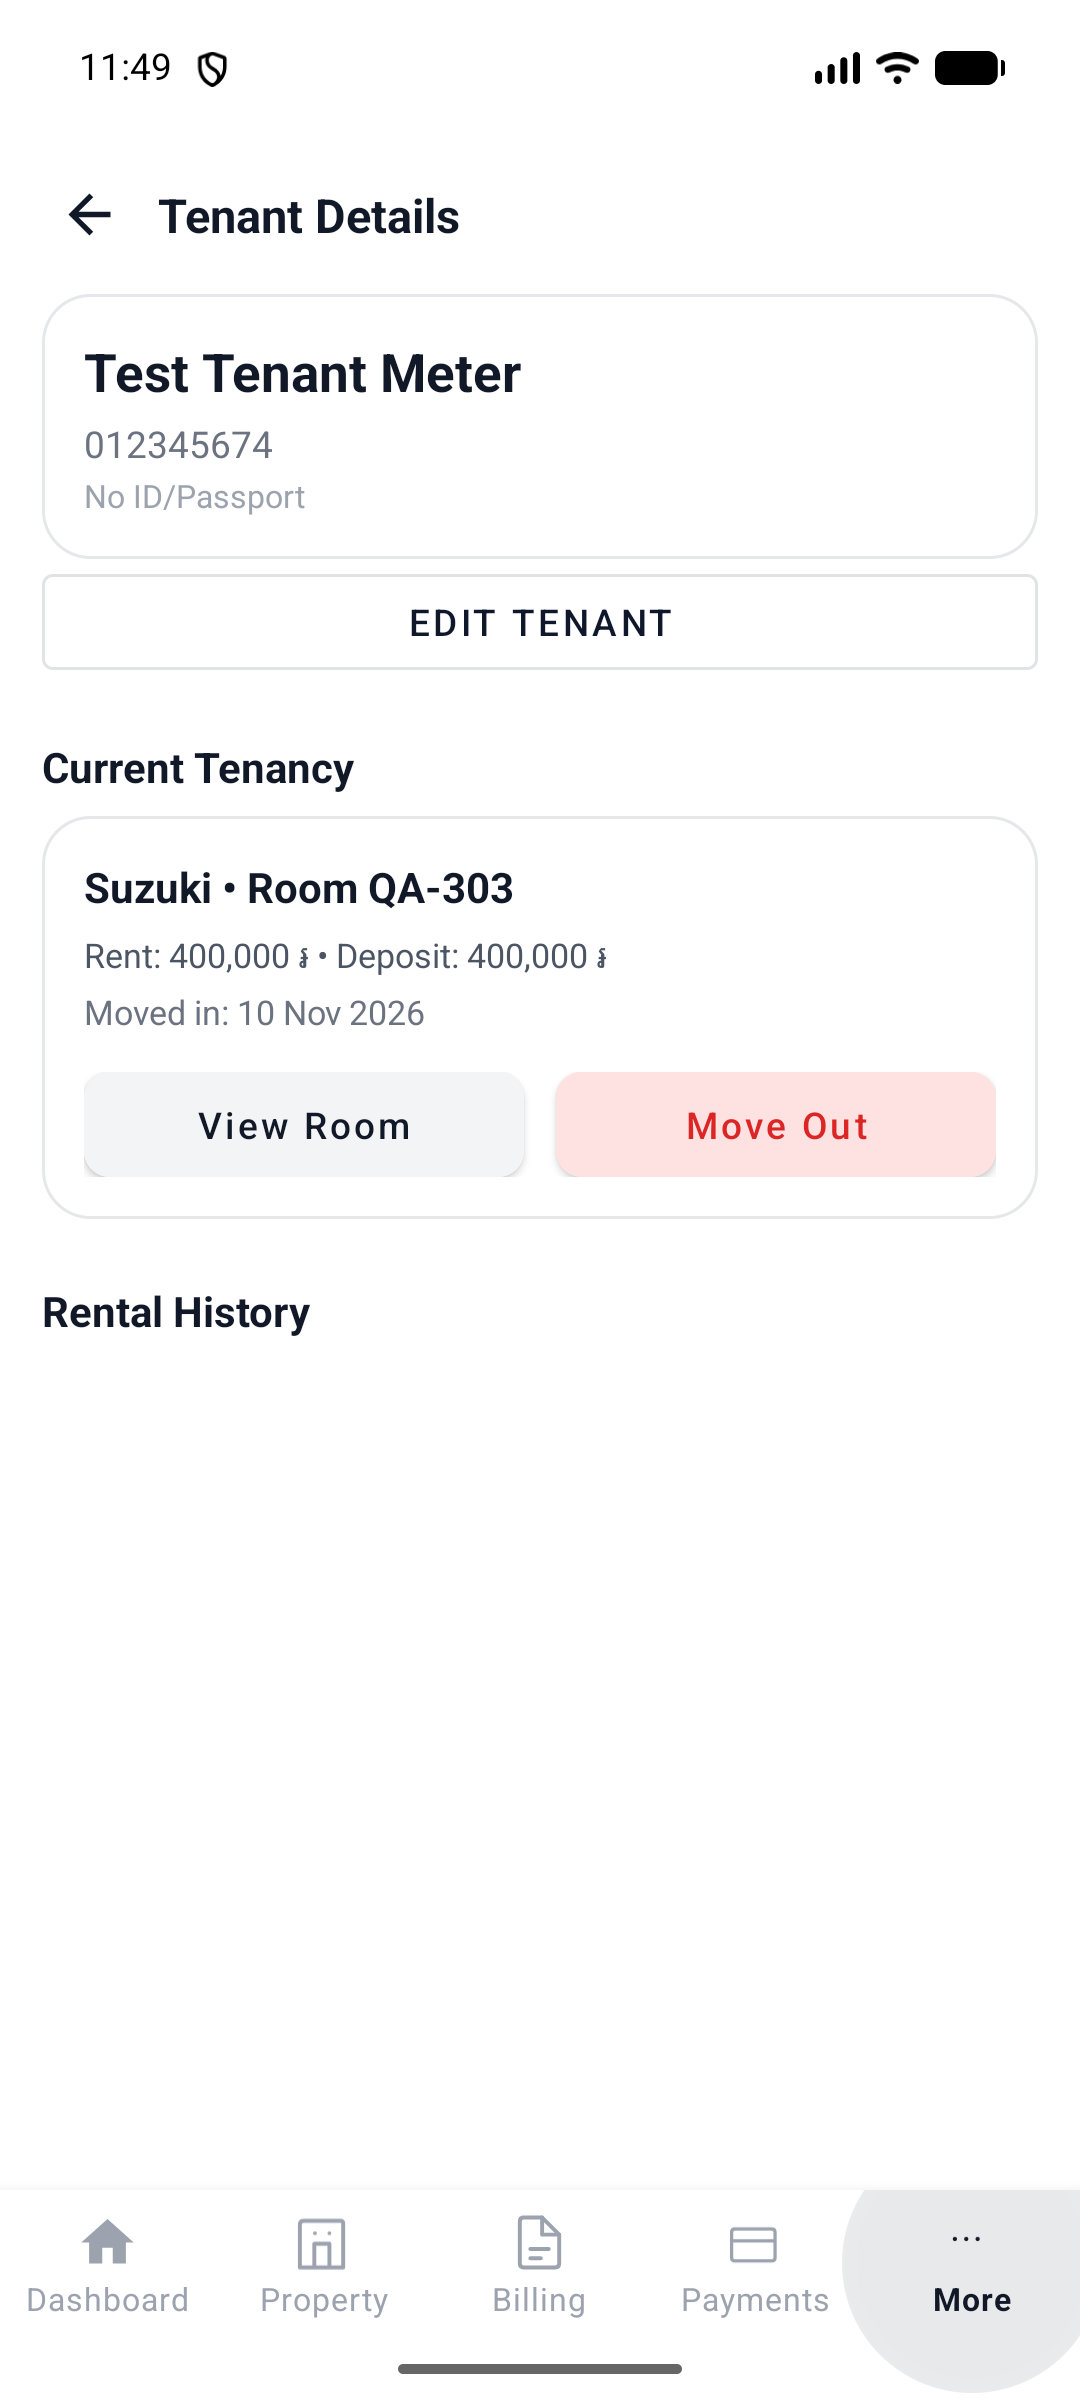 11:49
Tenant Details
Test Tenant Meter
012345674
No ID/Passport
EDIT TENANT
Current Tenancy
Suzuki • Room QA-303
Rent: 400,000 ៛ • Deposit: 400,000 ៛
Moved in: 10 Nov 2026
View Room
Move Out
Rental History
Dashboard
Property
Billing
Payments
More